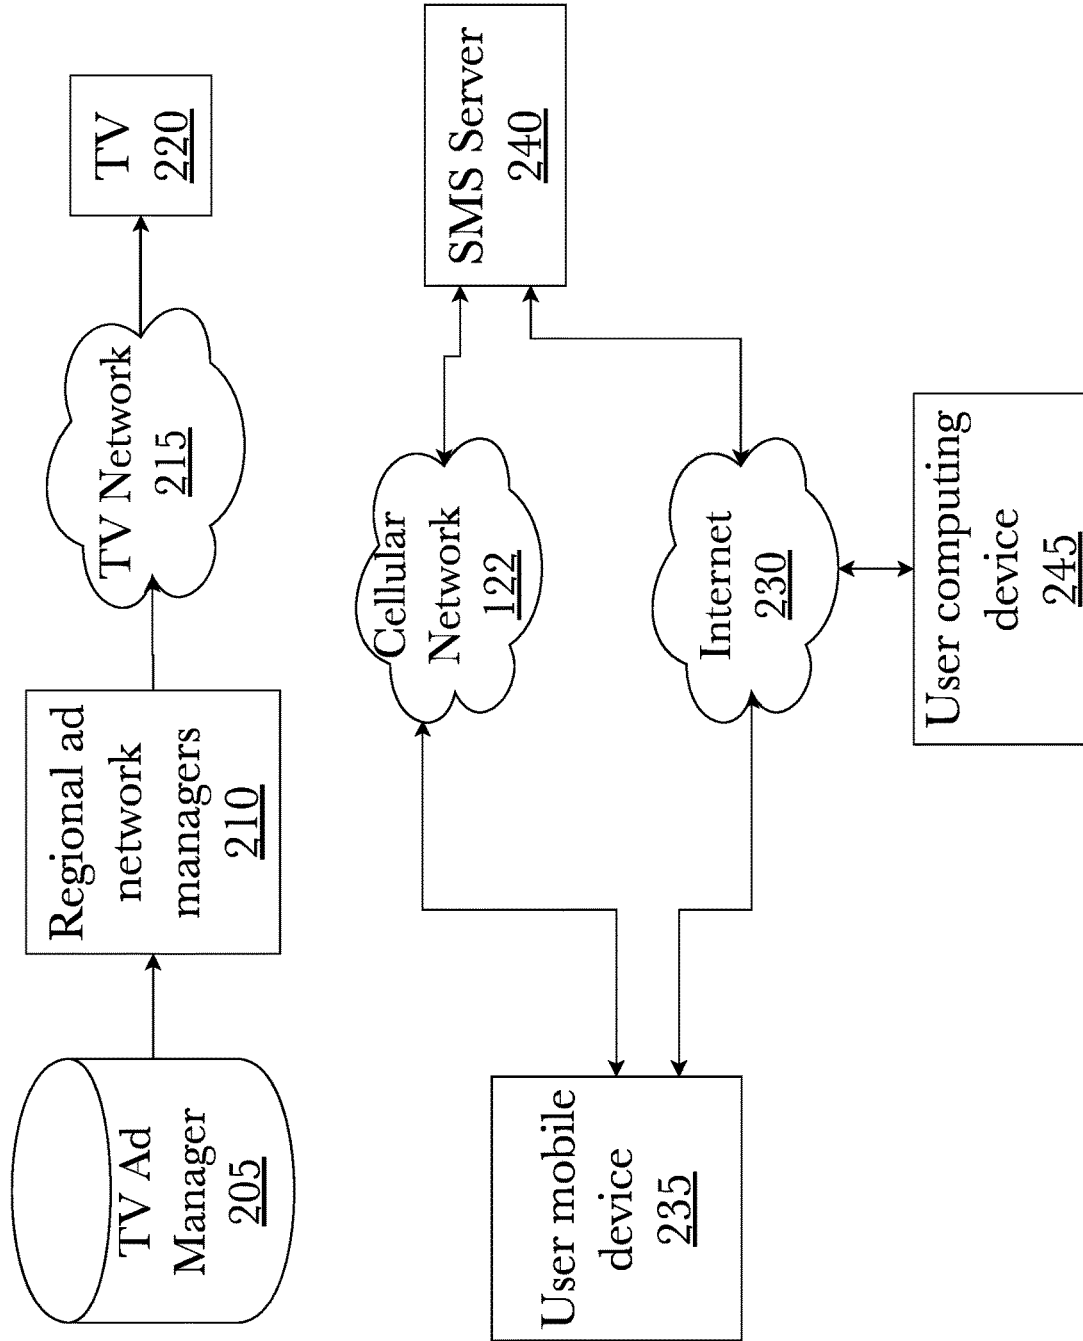 TV Ad
Manager
205
Regional ad
network
managers
210
TV Network
215
TV
220
User mobile
device
235
Cellular
Network
122
SMS Server
240
Internet
230
User computing
device
245